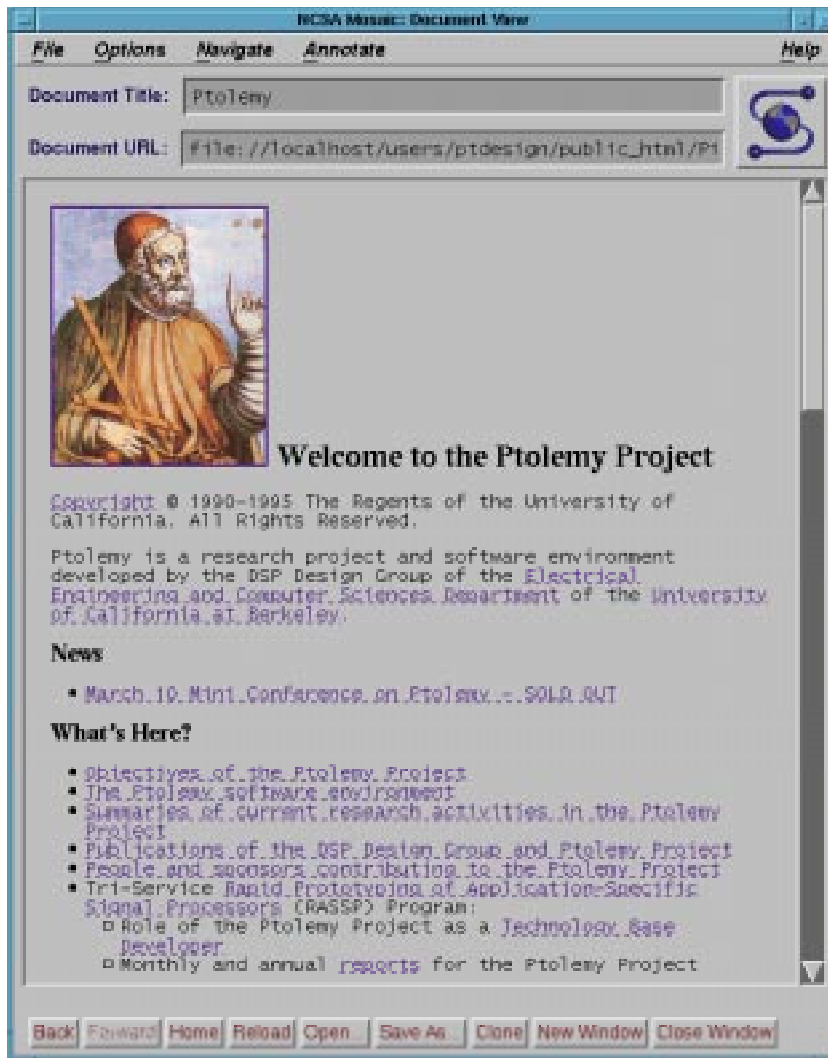 NCSA Mosaic: Document View
File Options Navigate Annotate Help
Document Title: Ptolemy
Document URL: file://localhost/users/ptdesign/public_html/Pt
Welcome to the Ptolemy Project
Copyright © 1990-1995 The Regents of the University of
California. All Rights Reserved.
Ptolemy is a research project and software environment
developed by the DSP Design Group of the Electrical
Engineering and Computer Sciences Department of the University
of California at Berkeley.
News
• March 10 Mini Conference on Ptolemy - SOLD OUT
What's Here?
• Objectives of the Ptolemy Project
• The Ptolemy software environment
• Summaries of current research activities in the Ptolemy
Project
• Publications of the DSP Design Group and Ptolemy Project
• People and sponsors contributing to the Ptolemy Project
• Tri-Service Rapid Prototyping of Application-Specific
Signal Processors (RASSP) Program:
▫ Role of the Ptolemy Project as a Technology Base
Developer
▫ Monthly and annual reports for the Ptolemy Project
Back Forward Home Reload Open... Save As... Clone New Window Close Window